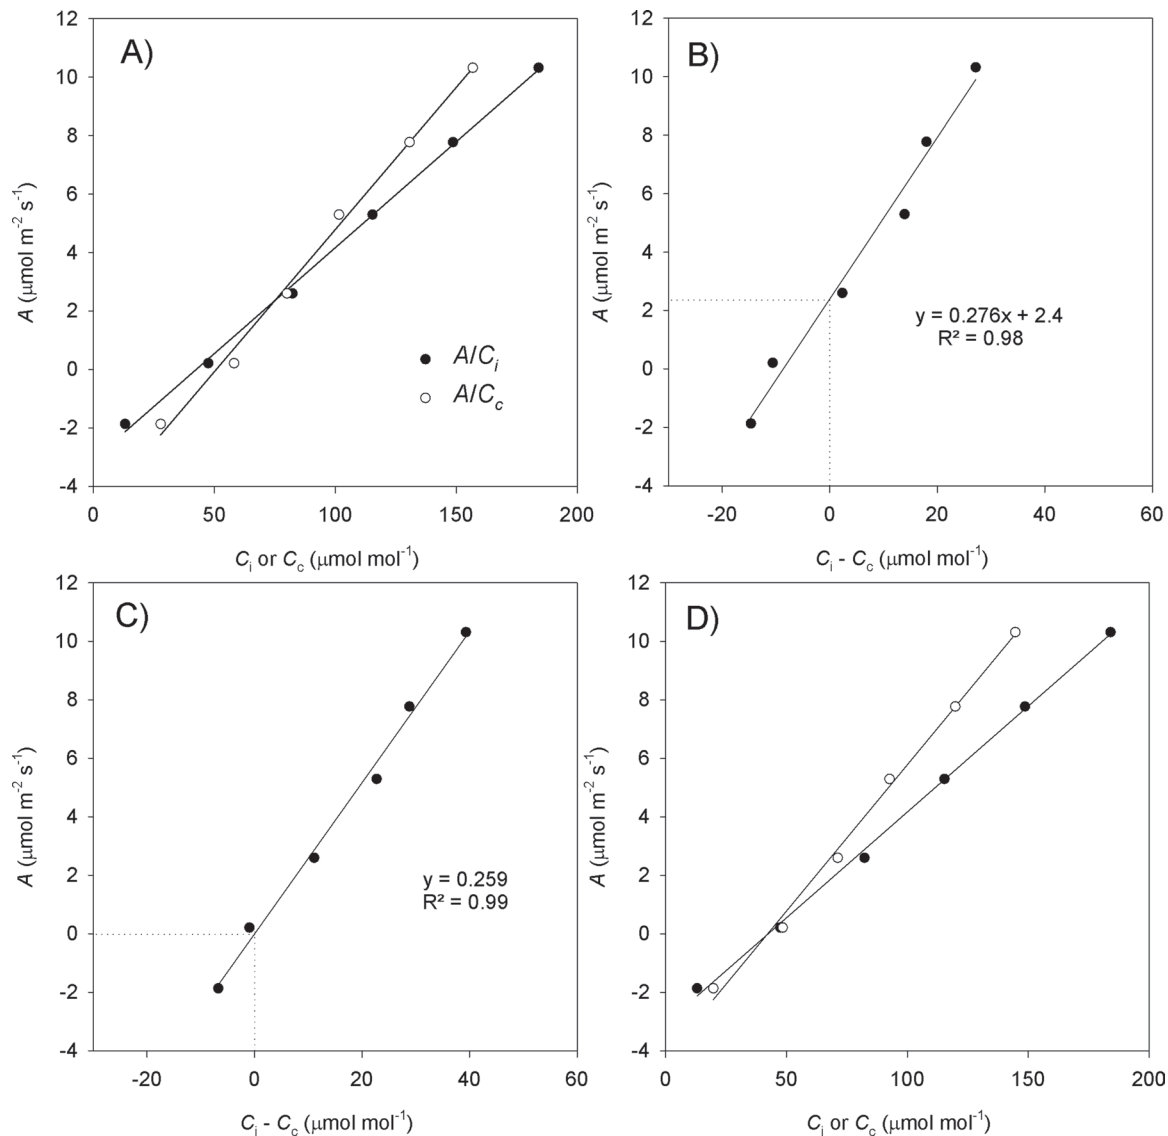 A)
12
10
8
6
4
2
0
-2
-4
A (μmol m⁻² s⁻¹)
A/Cᵢ
A/C꜀
0 50 100 150 200
Cᵢ or C꜀ (μmol mol⁻¹)
B)
12
10
8
6
4
2
0
-2
-4
A (μmol m⁻² s⁻¹)
y = 0.276x + 2.4
R² = 0.98
-20 0 20 40 60
Cᵢ - C꜀ (μmol mol⁻¹)
C)
12
10
8
6
4
2
0
-2
-4
A (μmol m⁻² s⁻¹)
y = 0.259
R² = 0.99
-20 0 20 40 60
Cᵢ - C꜀ (μmol mol⁻¹)
D)
12
10
8
6
4
2
0
-2
-4
A (μmol m⁻² s⁻¹)
0 50 100 150 200
Cᵢ or C꜀ (μmol mol⁻¹)